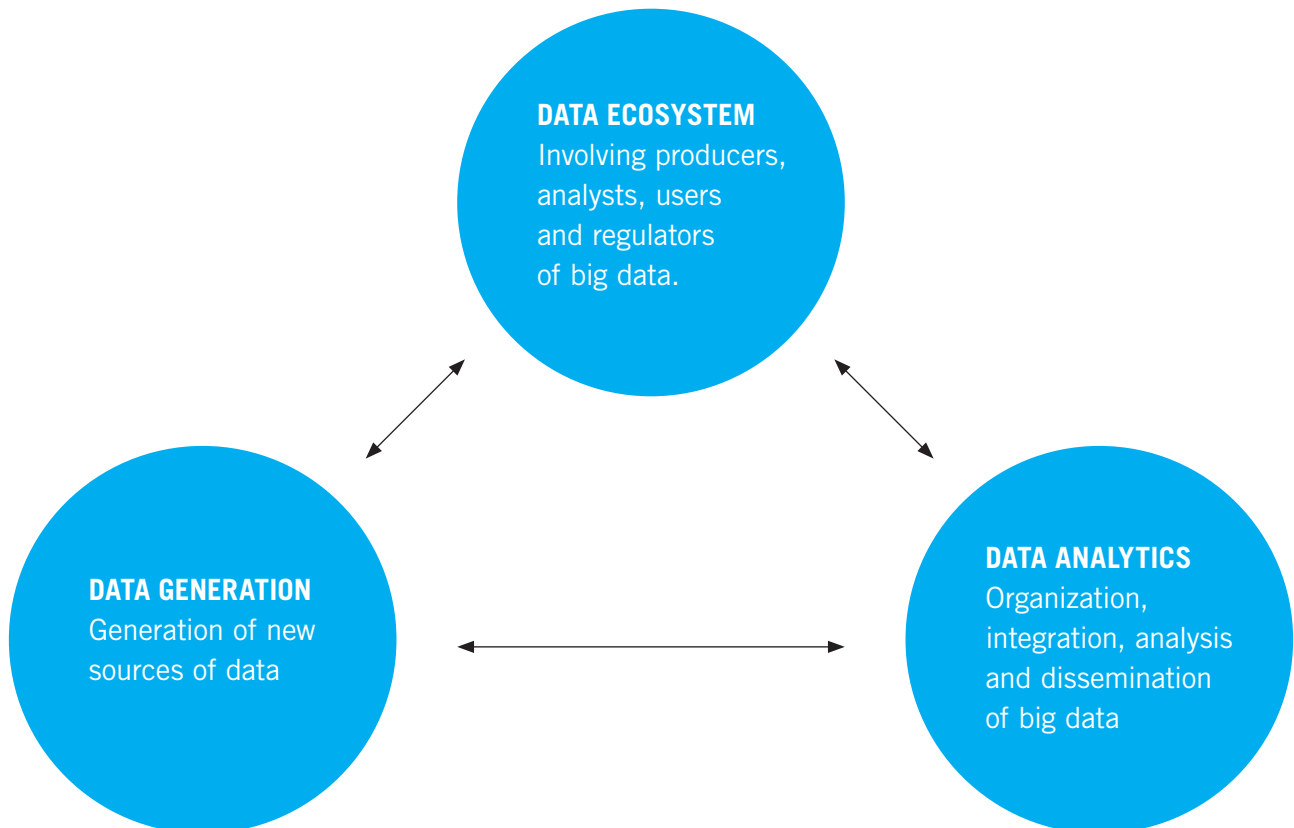 DATA ECOSYSTEM
Involving producers,
analysts, users
and regulators
of big data.
DATA GENERATION
Generation of new
sources of data
DATA ANALYTICS
Organization,
integration, analysis
and dissemination
of big data